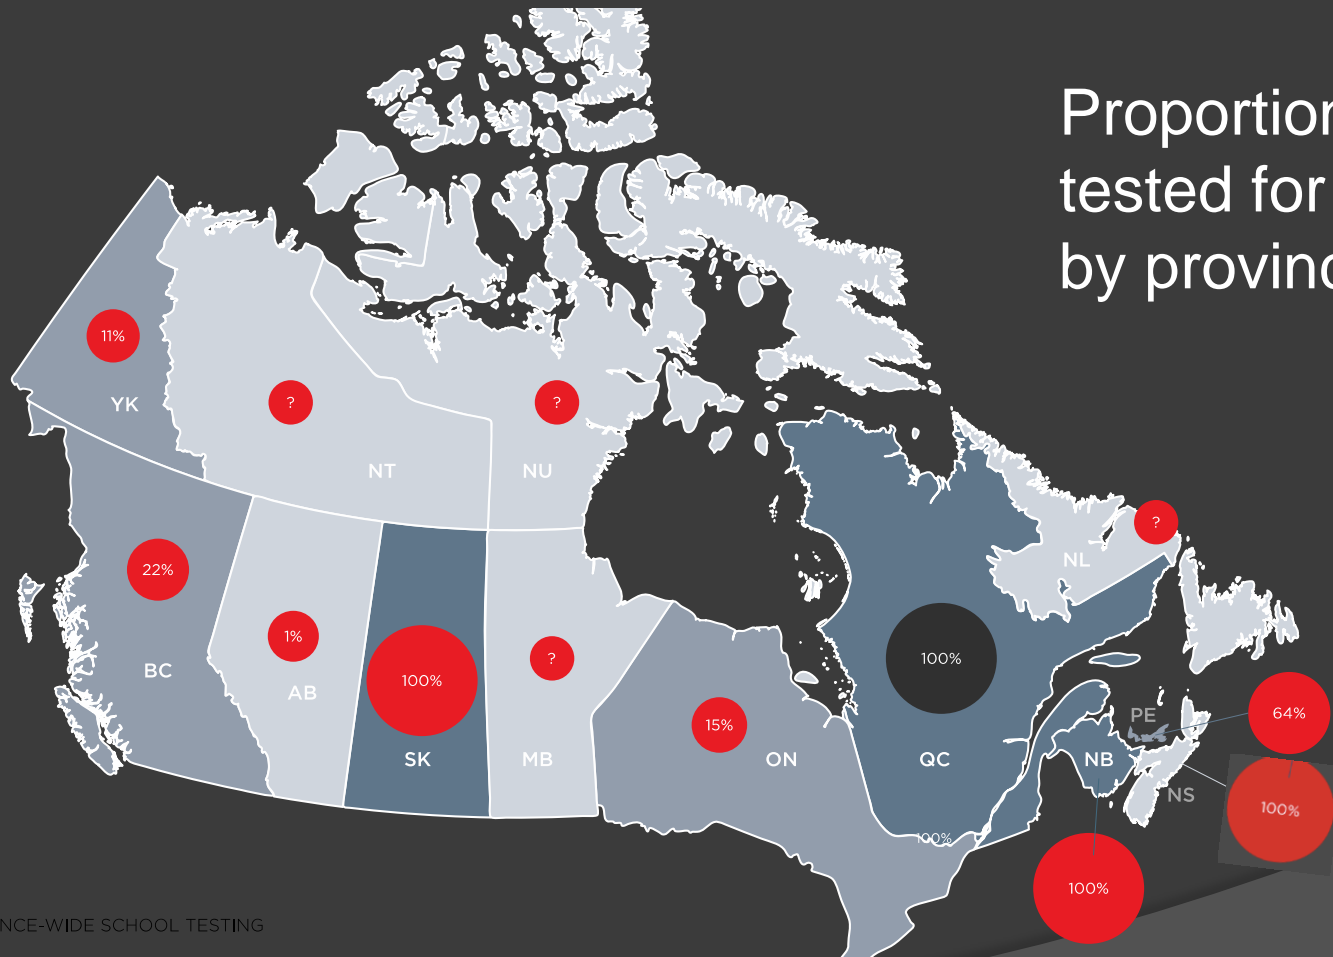 Proportion
tested for
by provinc
11%
YK
?
NT
?
NU
?
NL
22%
BC
1%
AB
100%
SK
?
MB
15%
ON
100%
QC
100%
PE
64%
NB
NS
100%
100%
NCE-WIDE SCHOOL TESTING